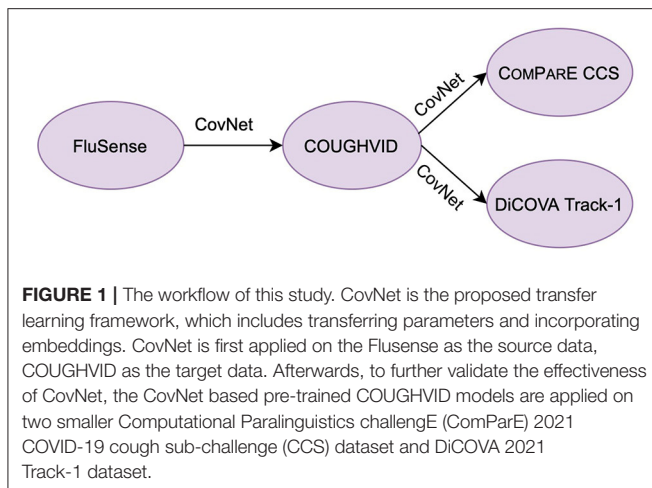 COMPARE CCS
CovNet
CovNet
FluSense
COUGHVID
CovNet
DiCOVA Track-1
FIGURE 1 | The workflow of this study. CovNet is the proposed transfer
learning framework, which includes transferring parameters and incorporating
embeddings. CovNet is first applied on the Flusense as the source data,
COUGHVID as the target data. Afterwards, to further validate the effectiveness
of CovNet, the CovNet based pre-trained COUGHVID models are applied on
two smaller Computational Paralinguistics challengE (ComParE) 2021
COVID-19 cough sub-challenge (CCS) dataset and DiCOVA 2021
Track-1 dataset.